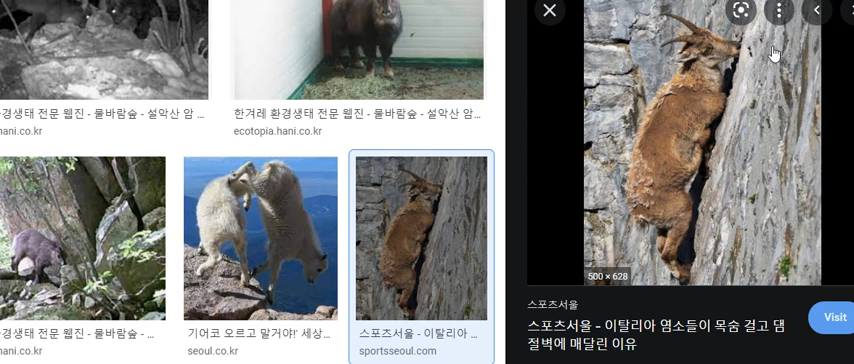 경생태 전문 웹진 - 물바람숲 - 설악산 암 ...
ani.co.kr
한겨레 환경생태 전문 웹진 - 물바람숲 - 설악산 암...
ecotopia.hani.co.kr
경생태 전문 웹진 - 물바람숲 - ...
ani.co.kr
기어코 오르고 말거야!' 세상...
seoul.co.kr
스포츠서울 - 이탈리아 ...
sportsseoul.com
500 × 628
스포츠서울
스포츠서울 - 이탈리아 염소들이 목숨 걸고 댐
절벽에 매달린 이유
Visit